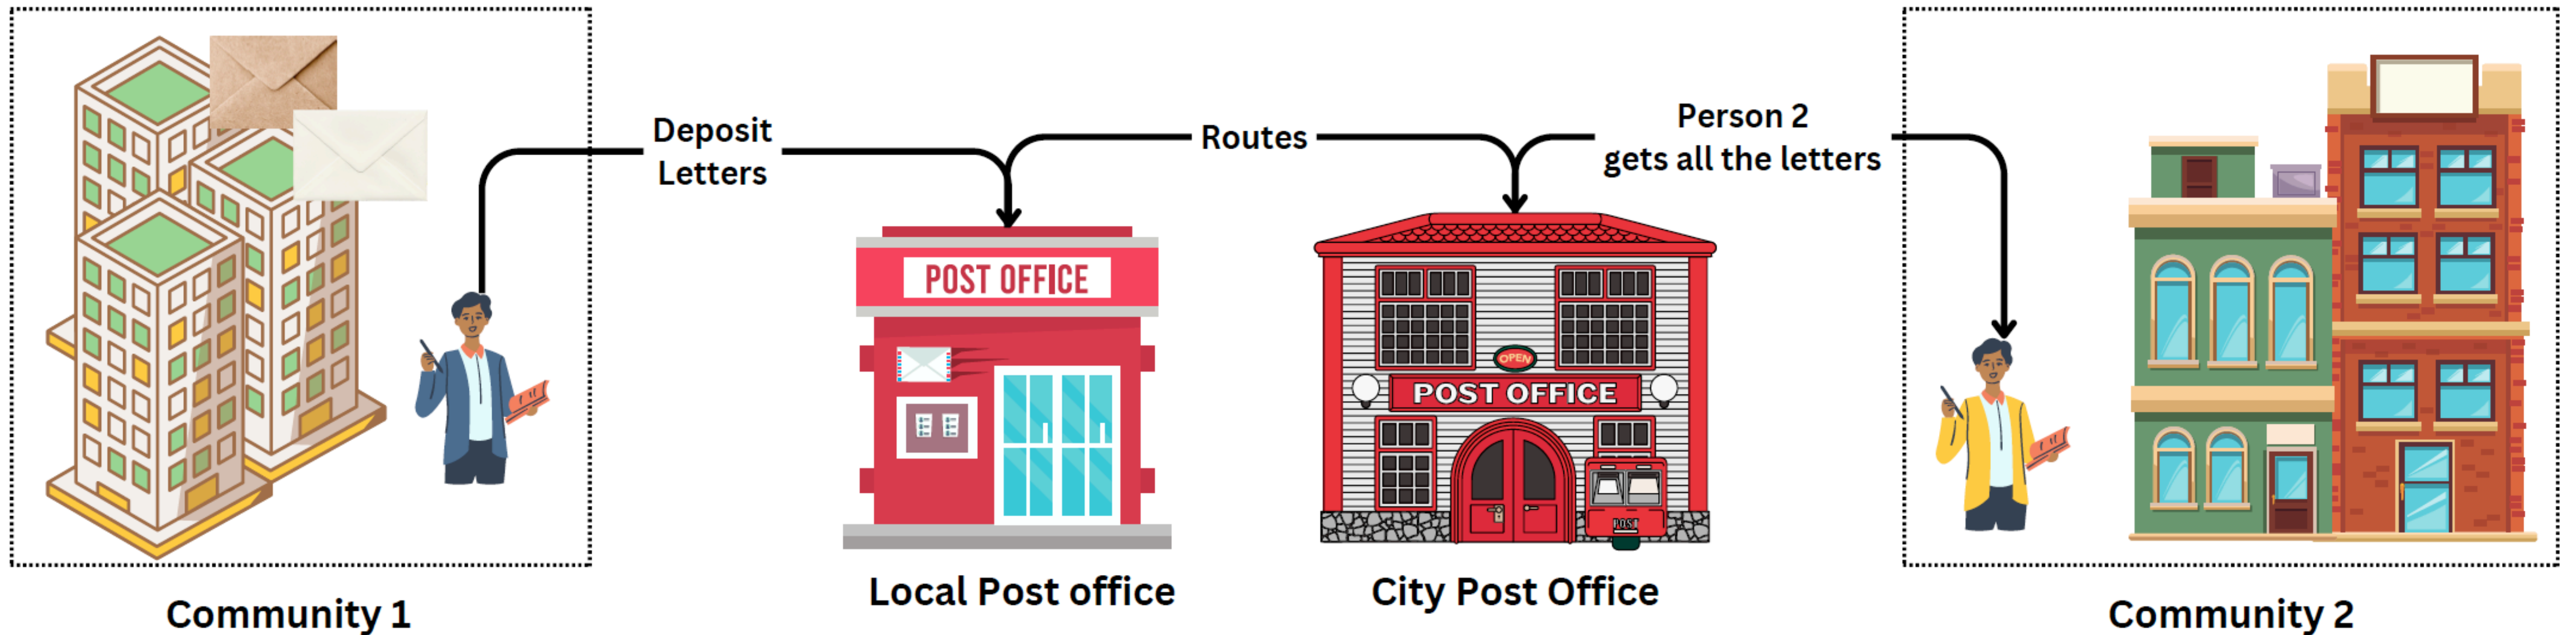 Deposit
Letters
Routes
Person 2
gets all the letters
POST OFFICE
OPEN
POST OFFICE
POST
Local Post office
City Post Office
Community 1
Community 2